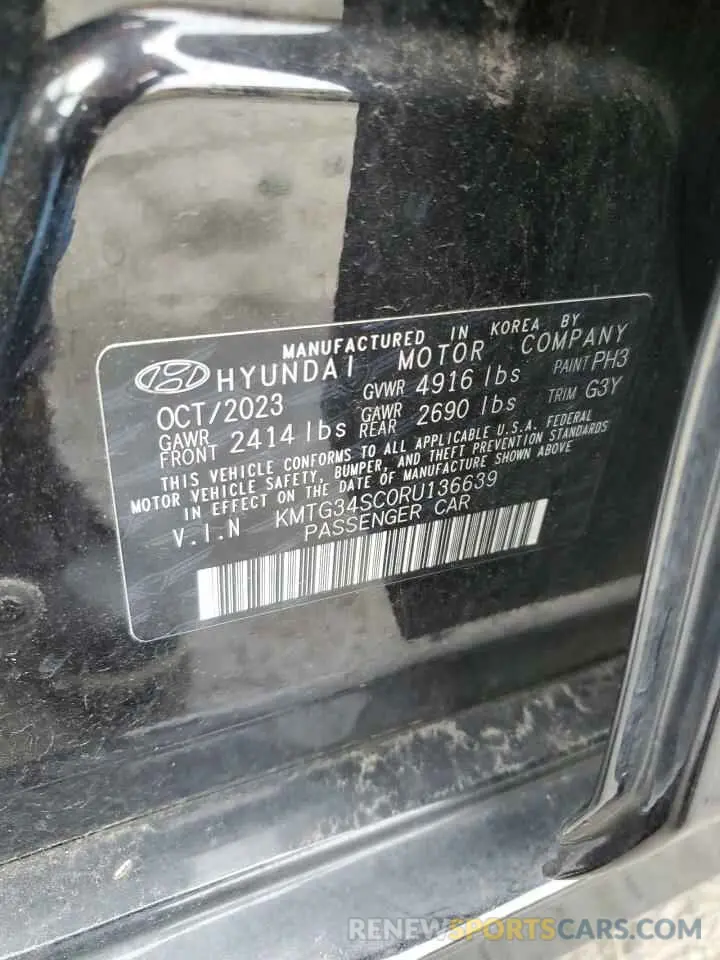 MANUFACTURED IN KOREA BY
HYUNDAI MOTOR COMPANY
OCT/2023 GVWR 4916 lbs PAINT PH3
GAWR FRONT 2414 lbs GAWR REAR 2690 lbs TRIM G3Y
THIS VEHICLE CONFORMS TO ALL APPLICABLE U.S.A. FEDERAL
MOTOR VEHICLE SAFETY, BUMPER, AND THEFT PREVENTION STANDARDS
IN EFFECT ON THE DATE OF MANUFACTURE SHOWN ABOVE
V.I.N KMTG34SC0RU136639
PASSENGER CAR
RENEWSPORTSCARS.COM